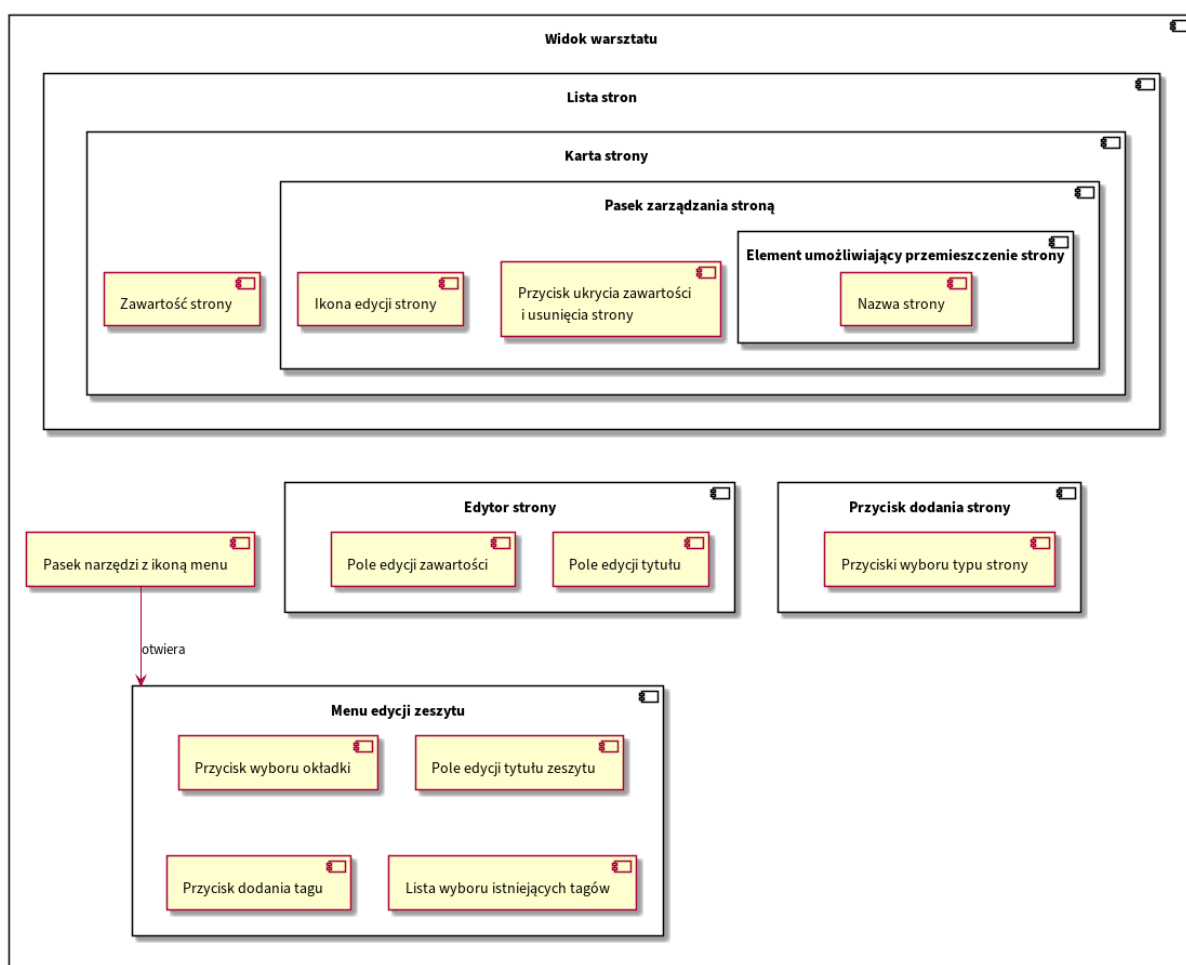 Widok warsztatu
Lista stron
Karta strony
Pasek zarządzania stroną
Element umożliwiający przemieszczenie strony
Zawartość strony
Ikona edycji strony
Przycisk ukrycia zawartości
i usunięcia strony
Nazwa strony
Edytor strony
Przycisk dodania strony
Pasek narzędzi z ikoną menu
Pole edycji zawartości
Pole edycji tytułu
Przyciski wyboru typu strony
otwiera
Menu edycji zeszytu
Przycisk wyboru okładki
Pole edycji tytułu zeszytu
Przycisk dodania tagu
Lista wyboru istniejących tagów